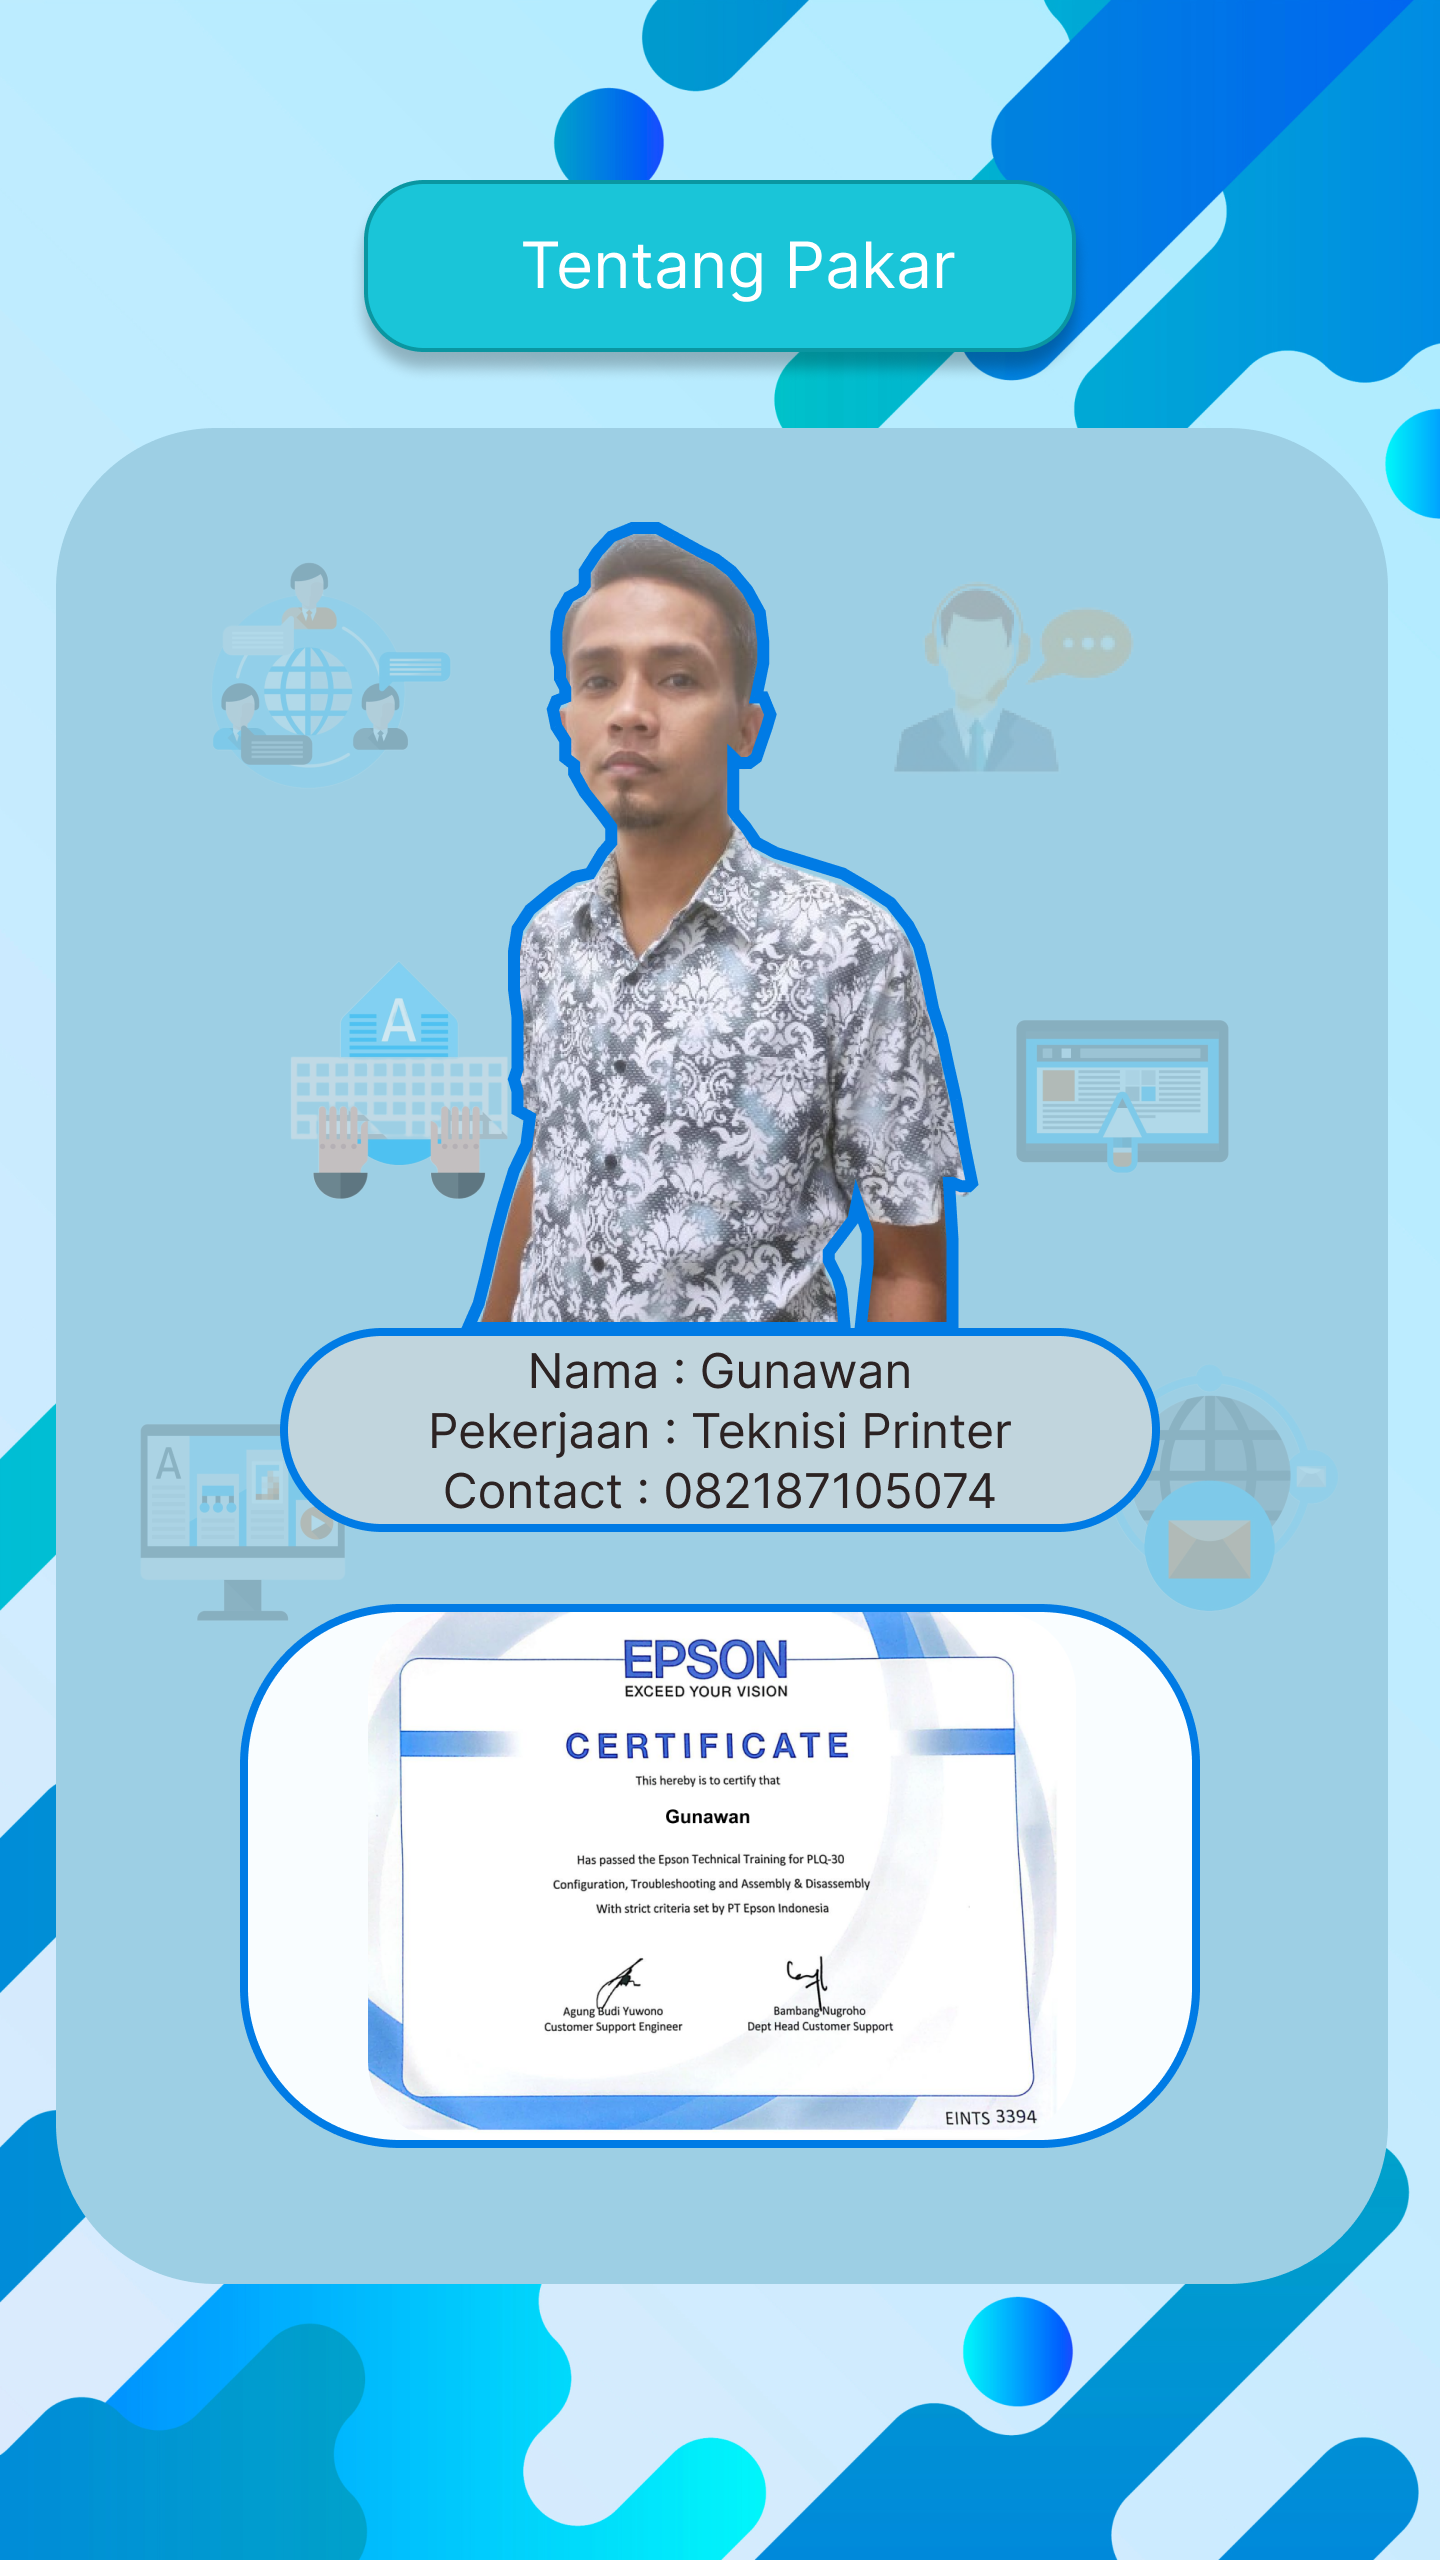 Tentang Pakar
A
A
Nama : Gunawan
Pekerjaan : Teknisi Printer
Contact : 082187105074
EPSON
EXCEED YOUR VISION
CERTIFICATE
This hereby is to certify that
Gunawan
Has passed the Epson Technical Training for PLQ-30
Configuration, Troubleshooting and Assembly & Disassembly
With strict criteria set by PT Epson Indonesia
Agung Budi Yuwono
Customer Support Engineer
Bambang Nugroho
Dept Head Customer Support
EINTS 3394